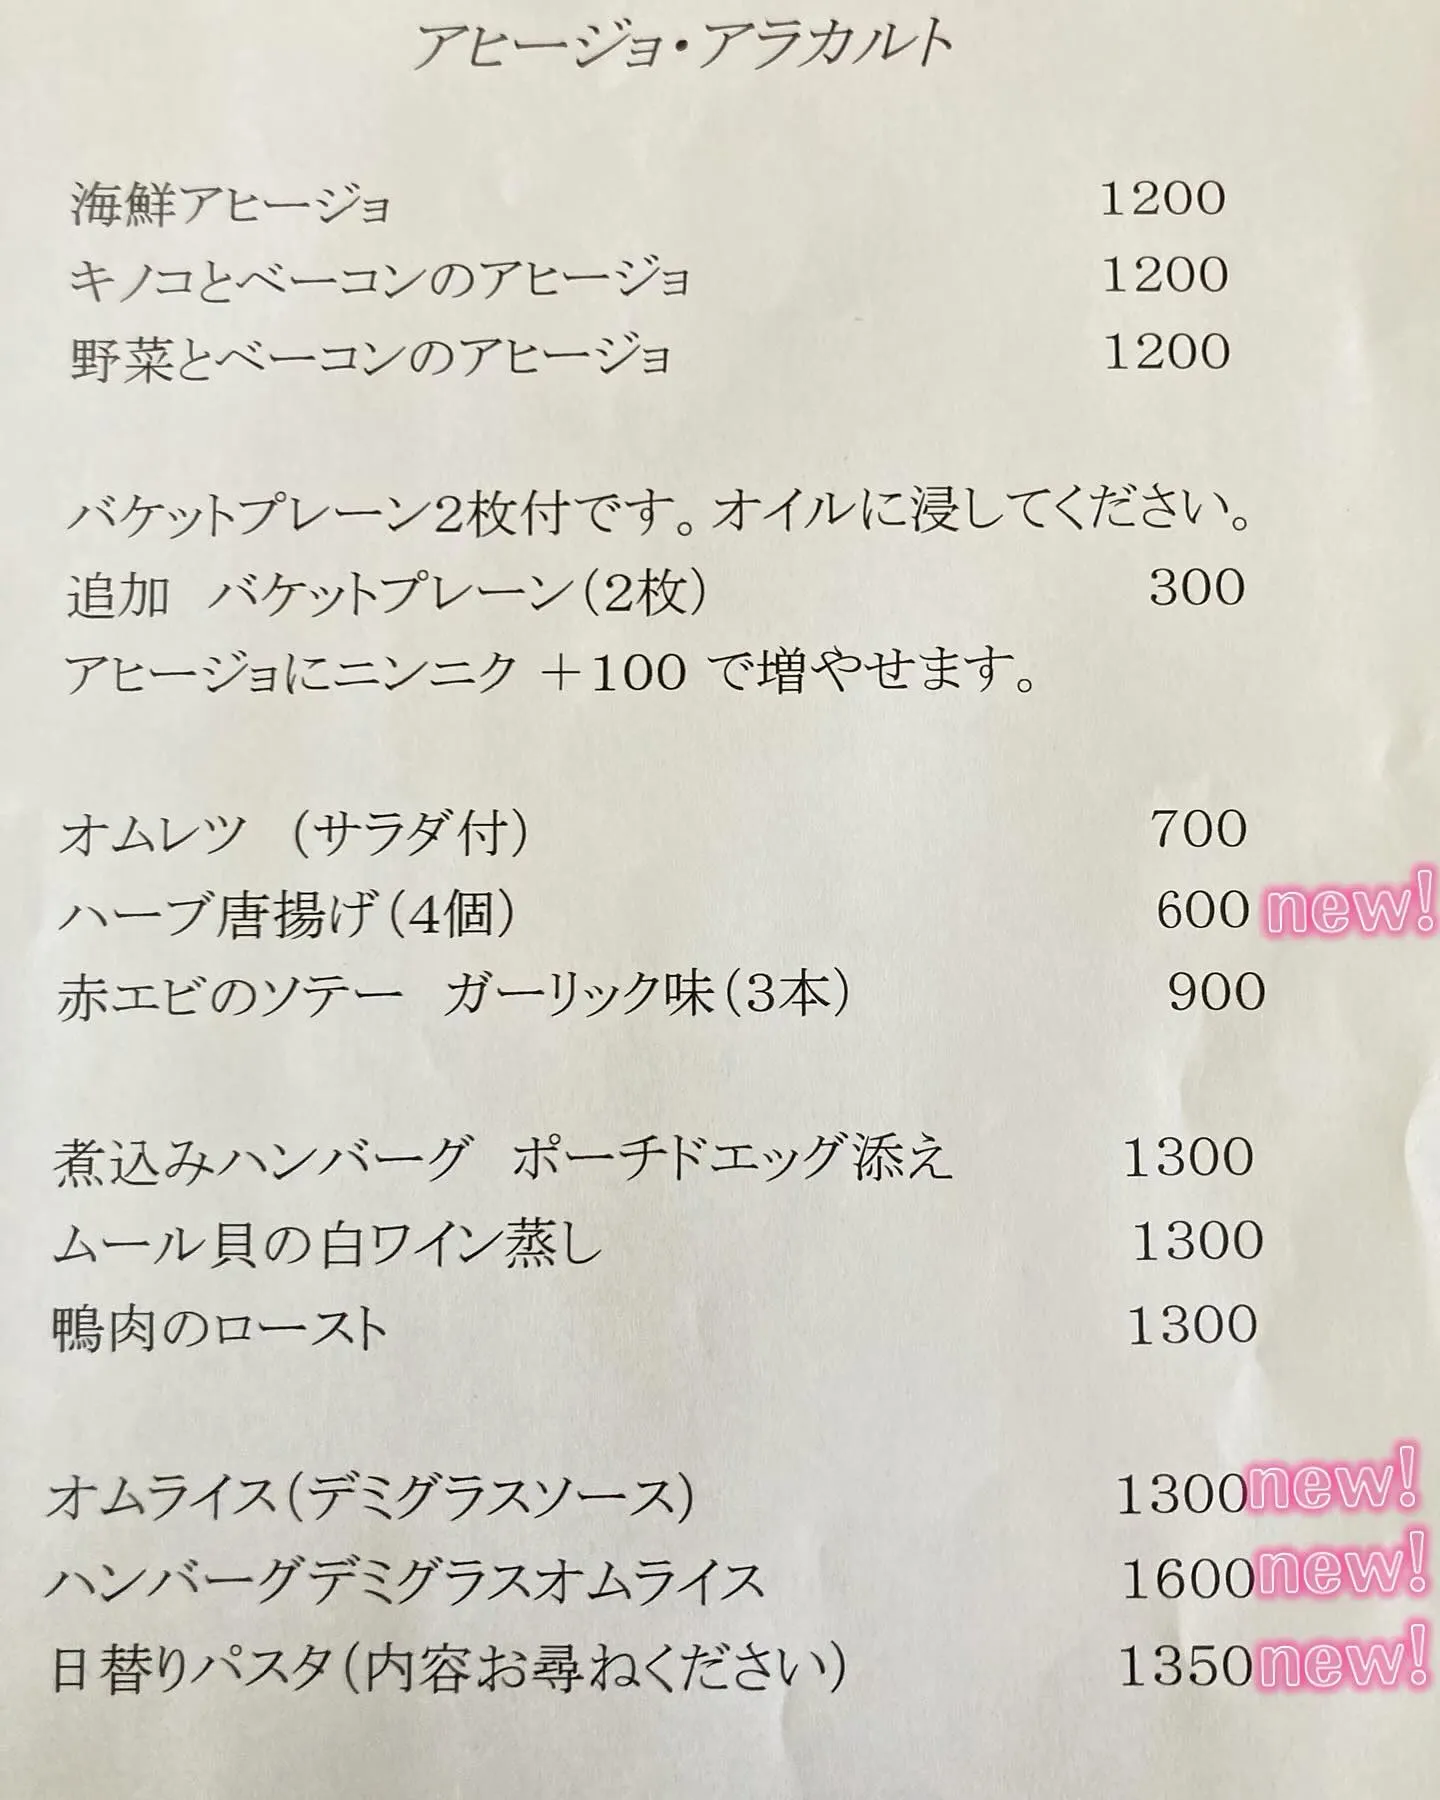 アヒージョ・アラカルト
海鮮アヒージョ 1200
キノコとベーコンのアヒージョ 1200
野菜とベーコンのアヒージョ 1200
バケットプレーン2枚付です。オイルに浸してください。
追加 バケットプレーン(2枚) 300
アヒージョにニンニク +100 で増やせます。
オムレツ (サラダ付) 700
ハーブ唐揚げ(4個) 600 new!
赤エビのソテー ガーリック味(3本) 900
煮込みハンバーグ ポーチドエッグ添え 1300
ムール貝の白ワイン蒸し 1300
鴨肉のロースト 1300
オムライス(デミグラスソース) 1300 new!
ハンバーグデミグラスオムライス 1600 new!
日替りパスタ(内容お尋ねください) 1350 new!